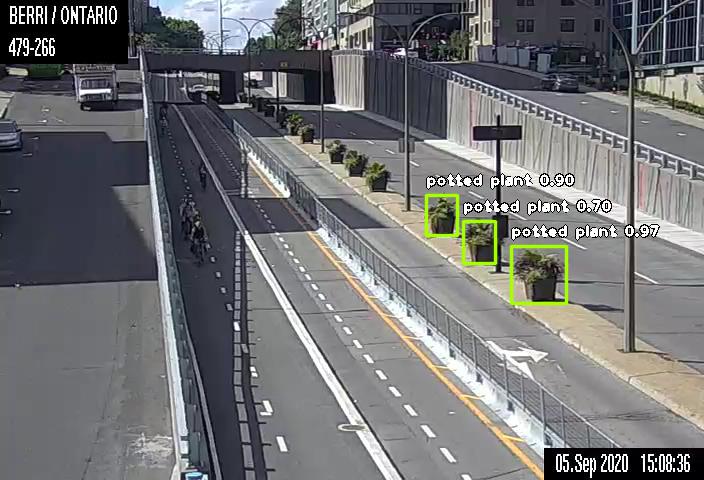 BERRI / ONTARIO
479-266
potted plant 0.90
potted plant 0.70
potted plant 0.97
05.Sep 2020 15:08:36